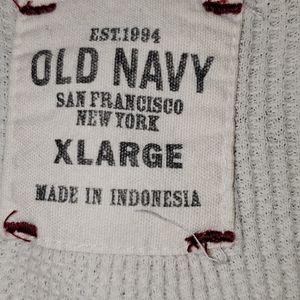 EST.1994
OLD NAVY
SAN FRANCISCO
NEW YORK
XLARGE
MADE IN INDONESIA